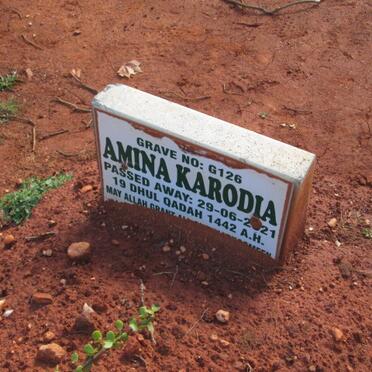 GRAVE NO: G126
AMINA KARODIA
PASSED AWAY: 29-06-2021
19 DHUL QADAH 1442 A.H.
MAY ALLAH GRANT